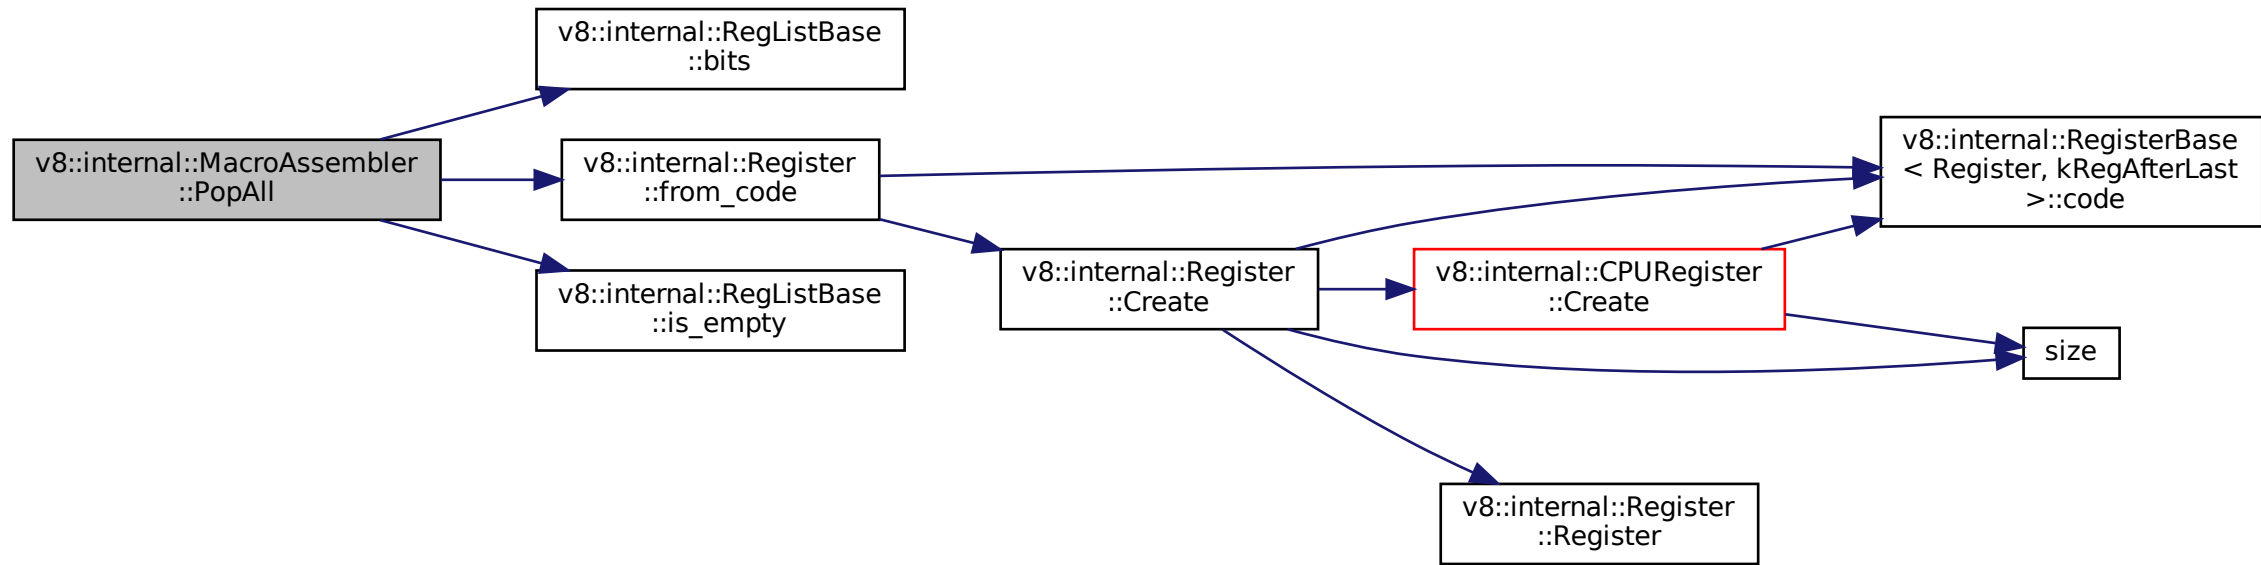 v8::internal::RegListBase
::bits
v8::internal::MacroAssembler
::PopAll
v8::internal::Register
::from_code
v8::internal::RegListBase
::is_empty
v8::internal::Register
::Create
v8::internal::CPURegister
::Create
v8::internal::RegisterBase
< Register, kRegAfterLast
>::code
size
v8::internal::Register
::Register